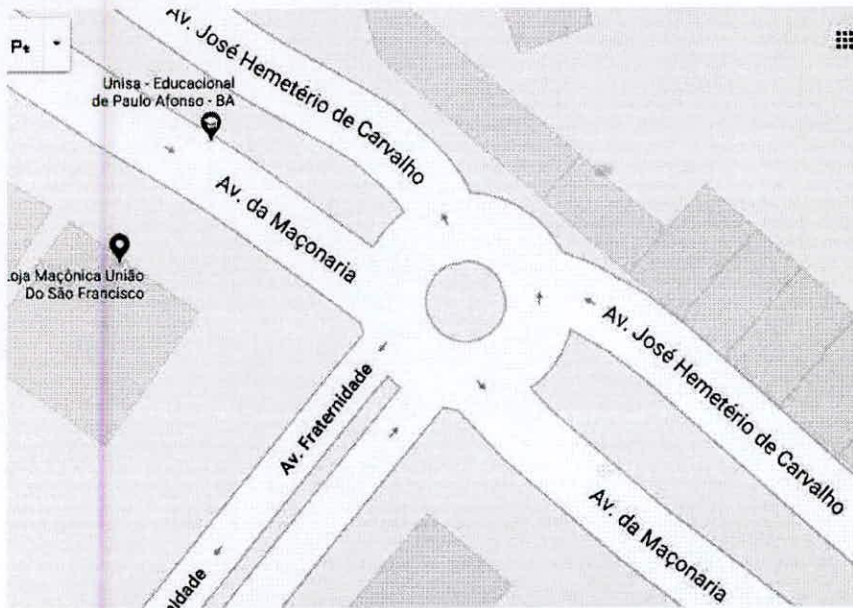 Av. José Hemetério de Carvalho
Unisa - Educacional
de Paulo Afonso - BA
Av. da Maçonaria
Loja Maçônica União
Do São Francisco
Av. José Hemetério de Carvalho
Av. Fraternidade
Av. da Maçonaria